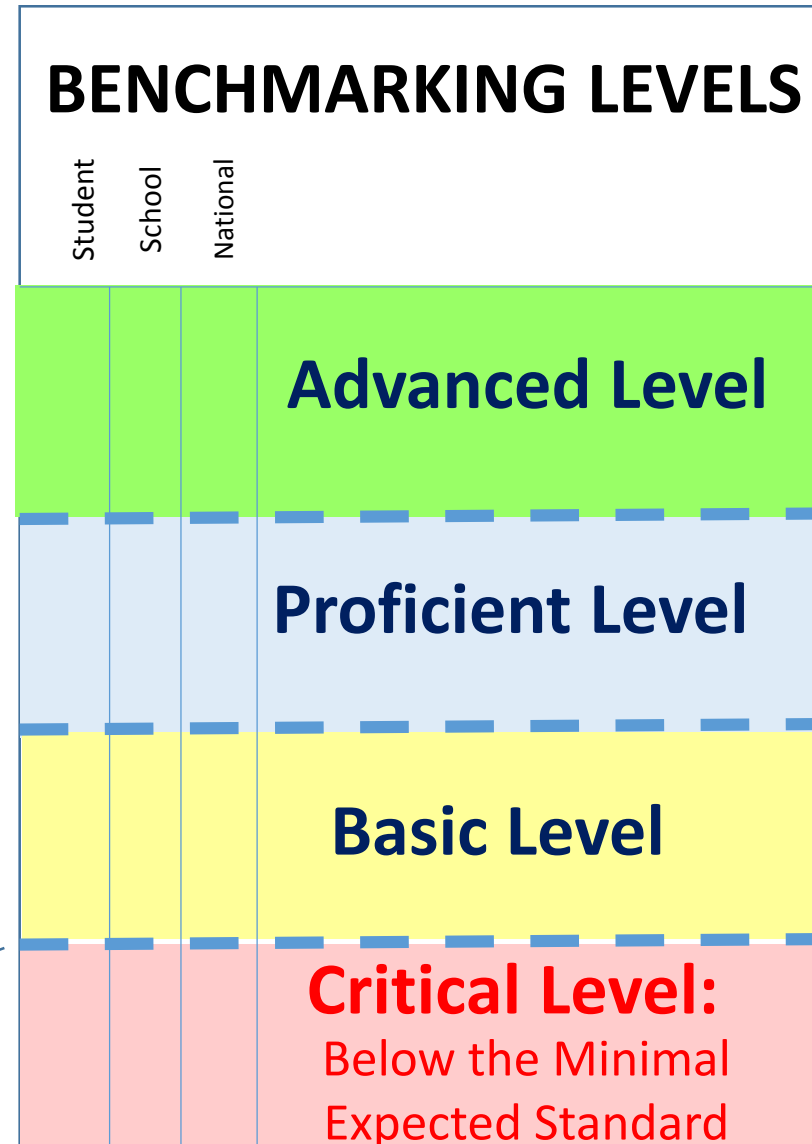 BENCHMARKING LEVELS
Student
School
National
Advanced Level
Proficient Level
Basic Level
Critical Level:
Below the Minimal
Expected Standard